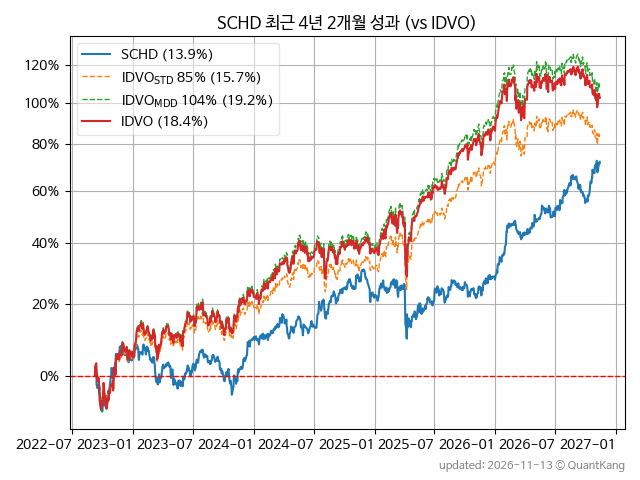 SCHD 최근 4년 2개월 성과 (vs IDVO)
SCHD (13.9%)
IDVO_STD 85% (15.7%)
IDVO_MDD 104% (19.2%)
IDVO (18.4%)
120%
100%
80%
60%
40%
20%
0%
2022-07 2023-01 2023-07 2024-01 2024-07 2025-01 2025-07 2026-01 2026-07 2027-01
updated: 2026-11-13 © QuantKang